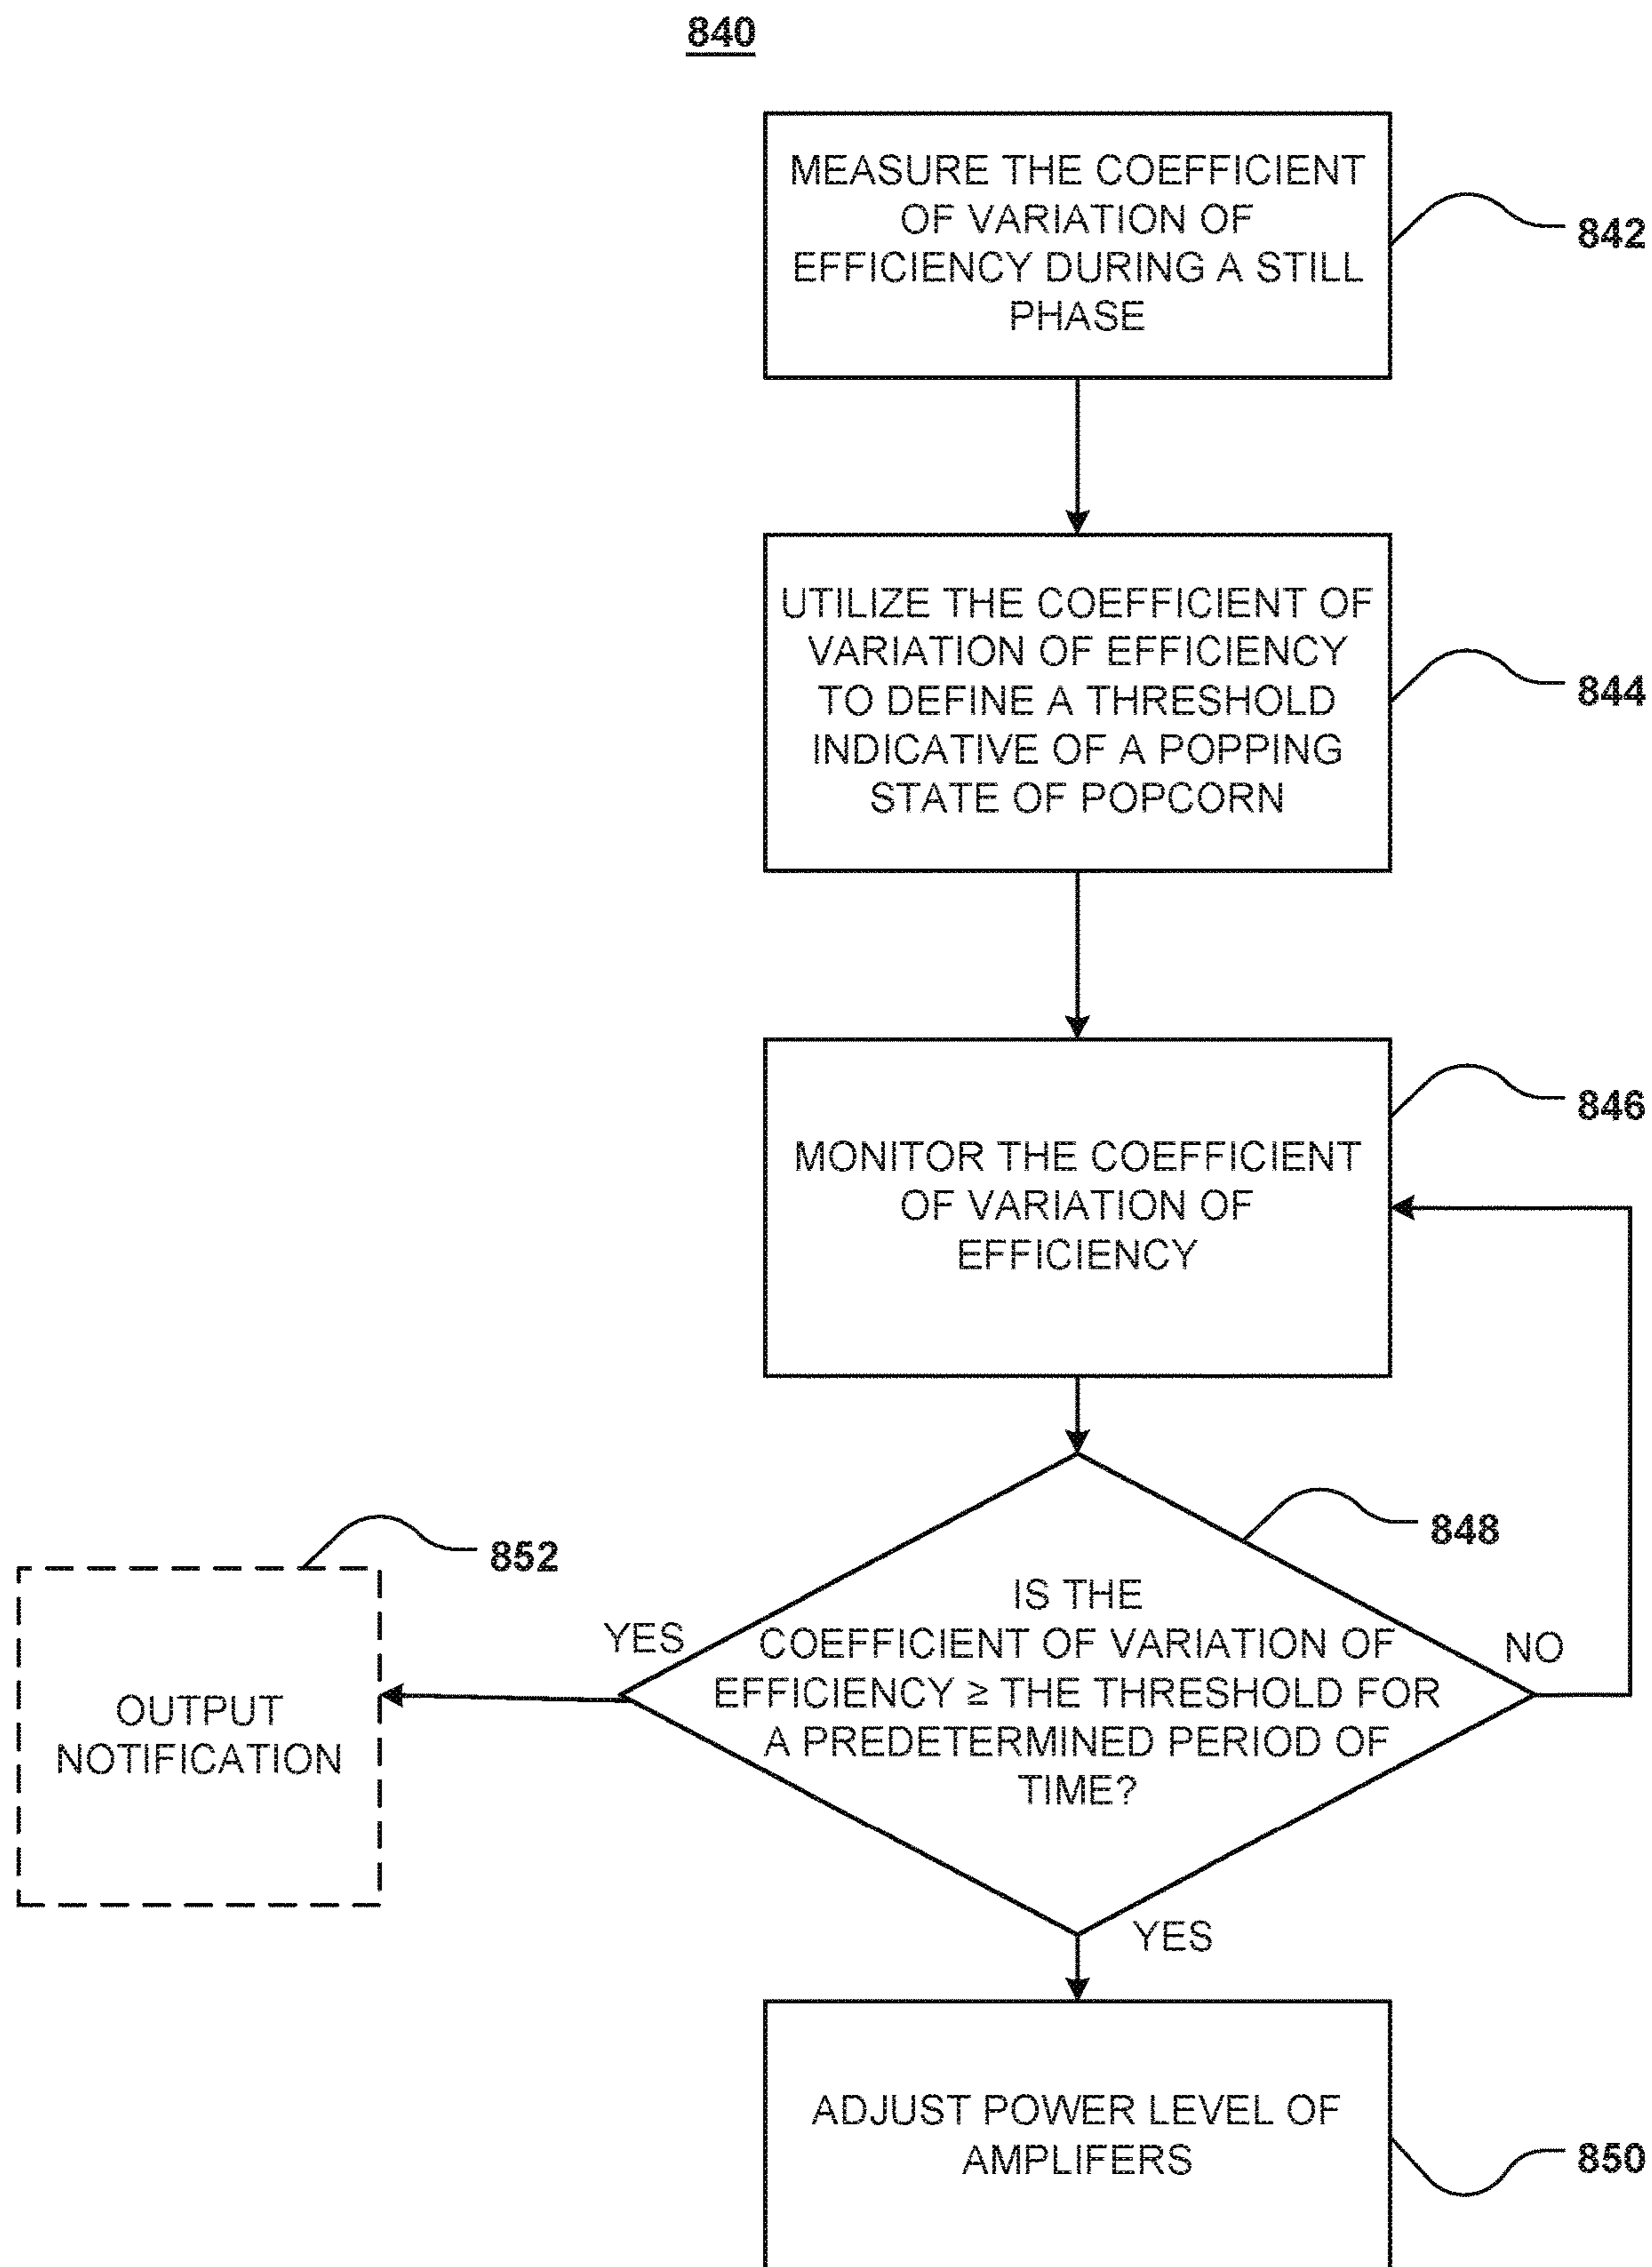 840
MEASURE THE COEFFICIENT
OF VARIATION OF
EFFICIENCY DURING A STILL
PHASE
842
UTILIZE THE COEFFICIENT OF
VARIATION OF EFFICIENCY
TO DEFINE A THRESHOLD
INDICATIVE OF A POPPING
STATE OF POPCORN
844
MONITOR THE COEFFICIENT
OF VARIATION OF
EFFICIENCY
846
848
IS THE
COEFFICIENT OF VARIATION OF
EFFICIENCY ≥ THE THRESHOLD FOR
A PREDETERMINED PERIOD OF
TIME?
YES
NO
852
OUTPUT
NOTIFICATION
YES
ADJUST POWER LEVEL OF
AMPLIFERS
850